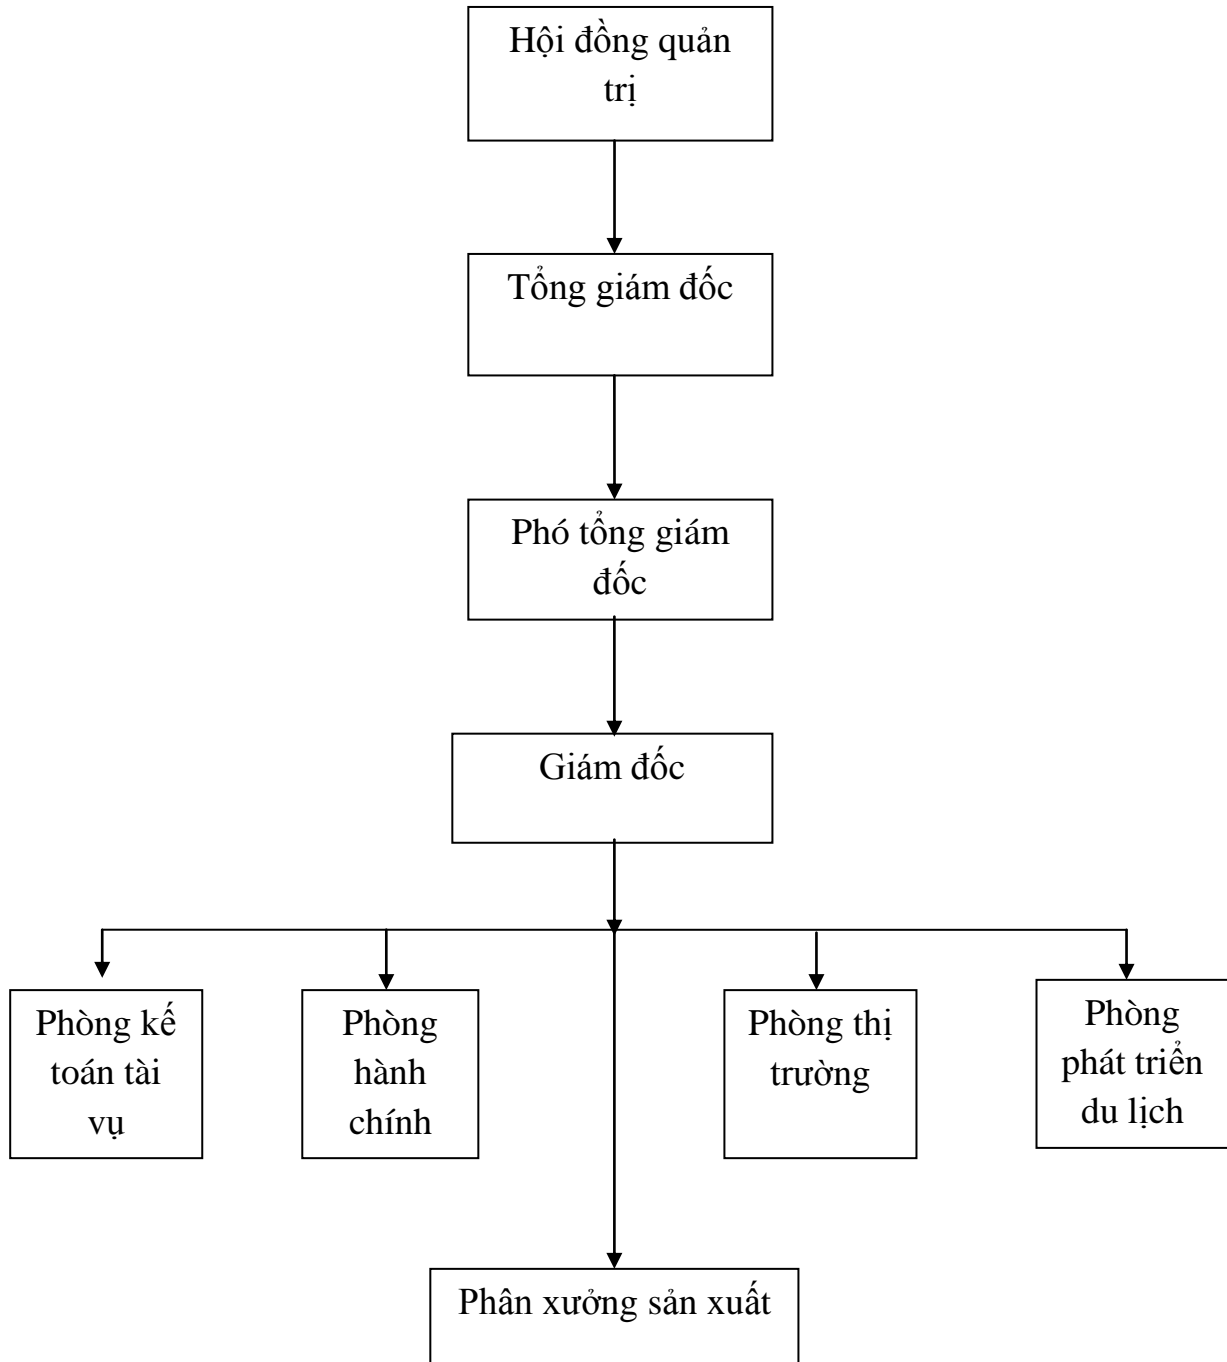 Hội đồng quản
trị
Tổng giám đốc
Phó tổng giám
đốc
Giám đốc
Phòng kế
toán tài
vụ
Phòng
hành
chính
Phòng thị
trường
Phòng
phát triển
du lịch
Phân xưởng sản xuất